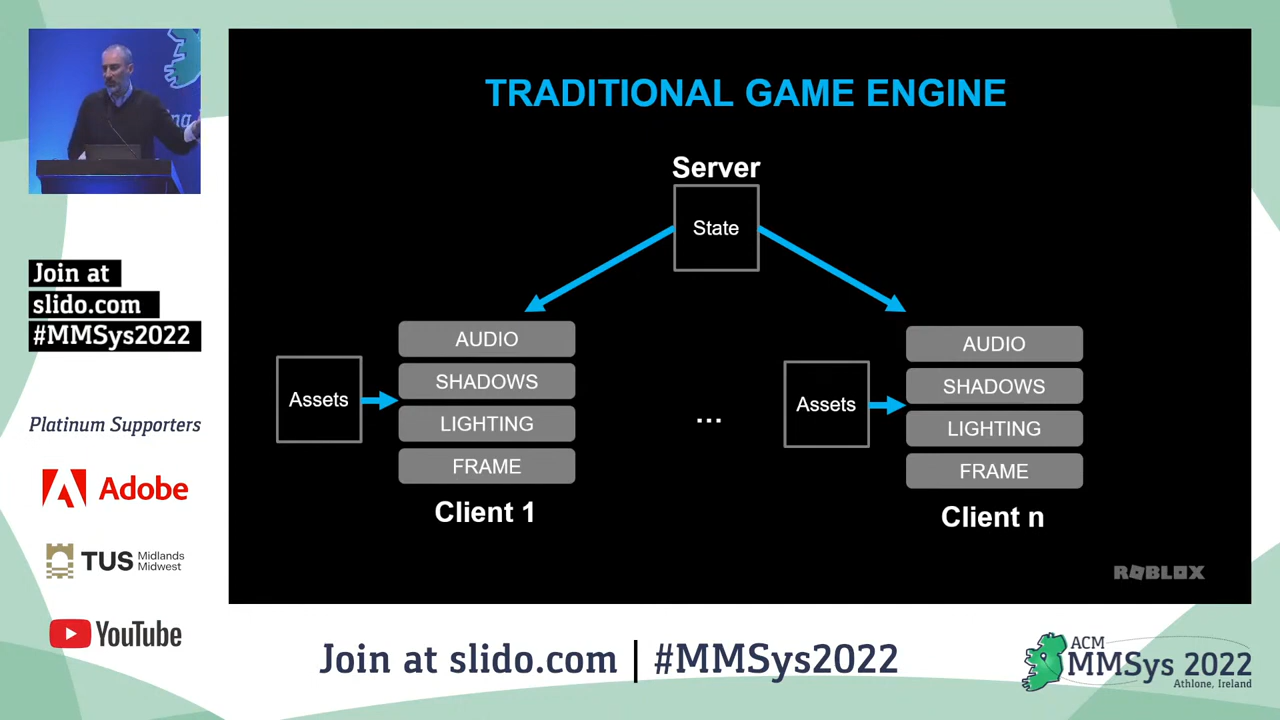 TRADITIONAL GAME ENGINE
Server
State
Assets
AUDIO
SHADOWS
LIGHTING
FRAME
Client 1
...
Assets
AUDIO
SHADOWS
LIGHTING
FRAME
Client n
ROBLOX
Join at
slido.com
#MMSys2022
Platinum Supporters
Adobe
TUS Midlands
Midwest
YouTube
Join at slido.com | #MMSys2022
ACM
MMSys 2022
Athlone, Ireland